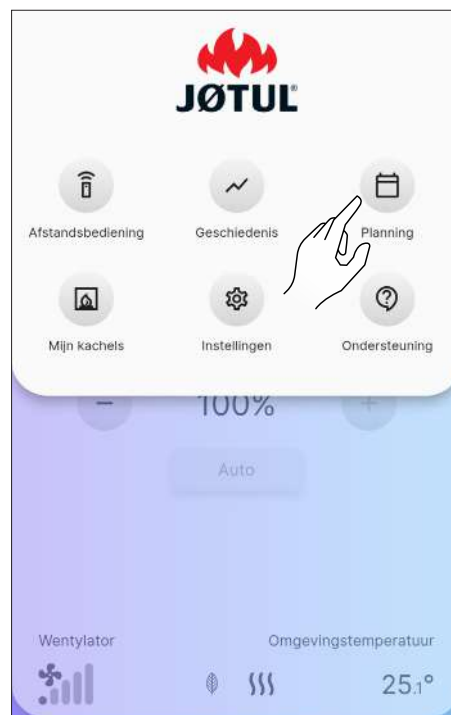 JØTUL
Afstandsbediening
Geschiedenis
Planning
Mijn kachels
Instellingen
Ondersteuning
− 100% +
Auto
Wentylator
Omgevingstemperatuur
25.1°